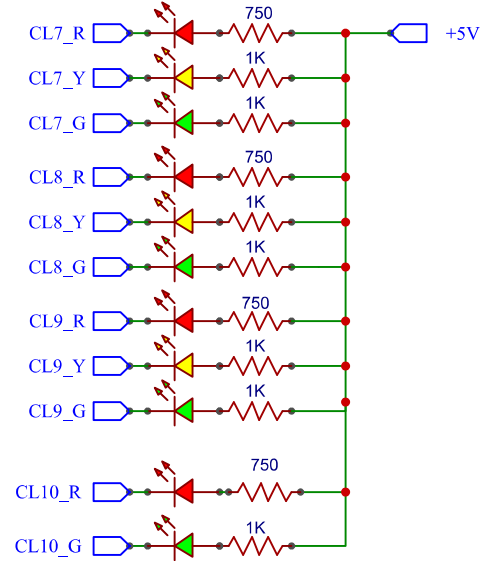 CL7_R 750 +5V
CL7_Y 1K
CL7_G 1K
CL8_R 750
CL8_Y 1K
CL8_G 1K
CL9_R 750
CL9_Y 1K
CL9_G 1K
CL10_R 750
CL10_G 1K